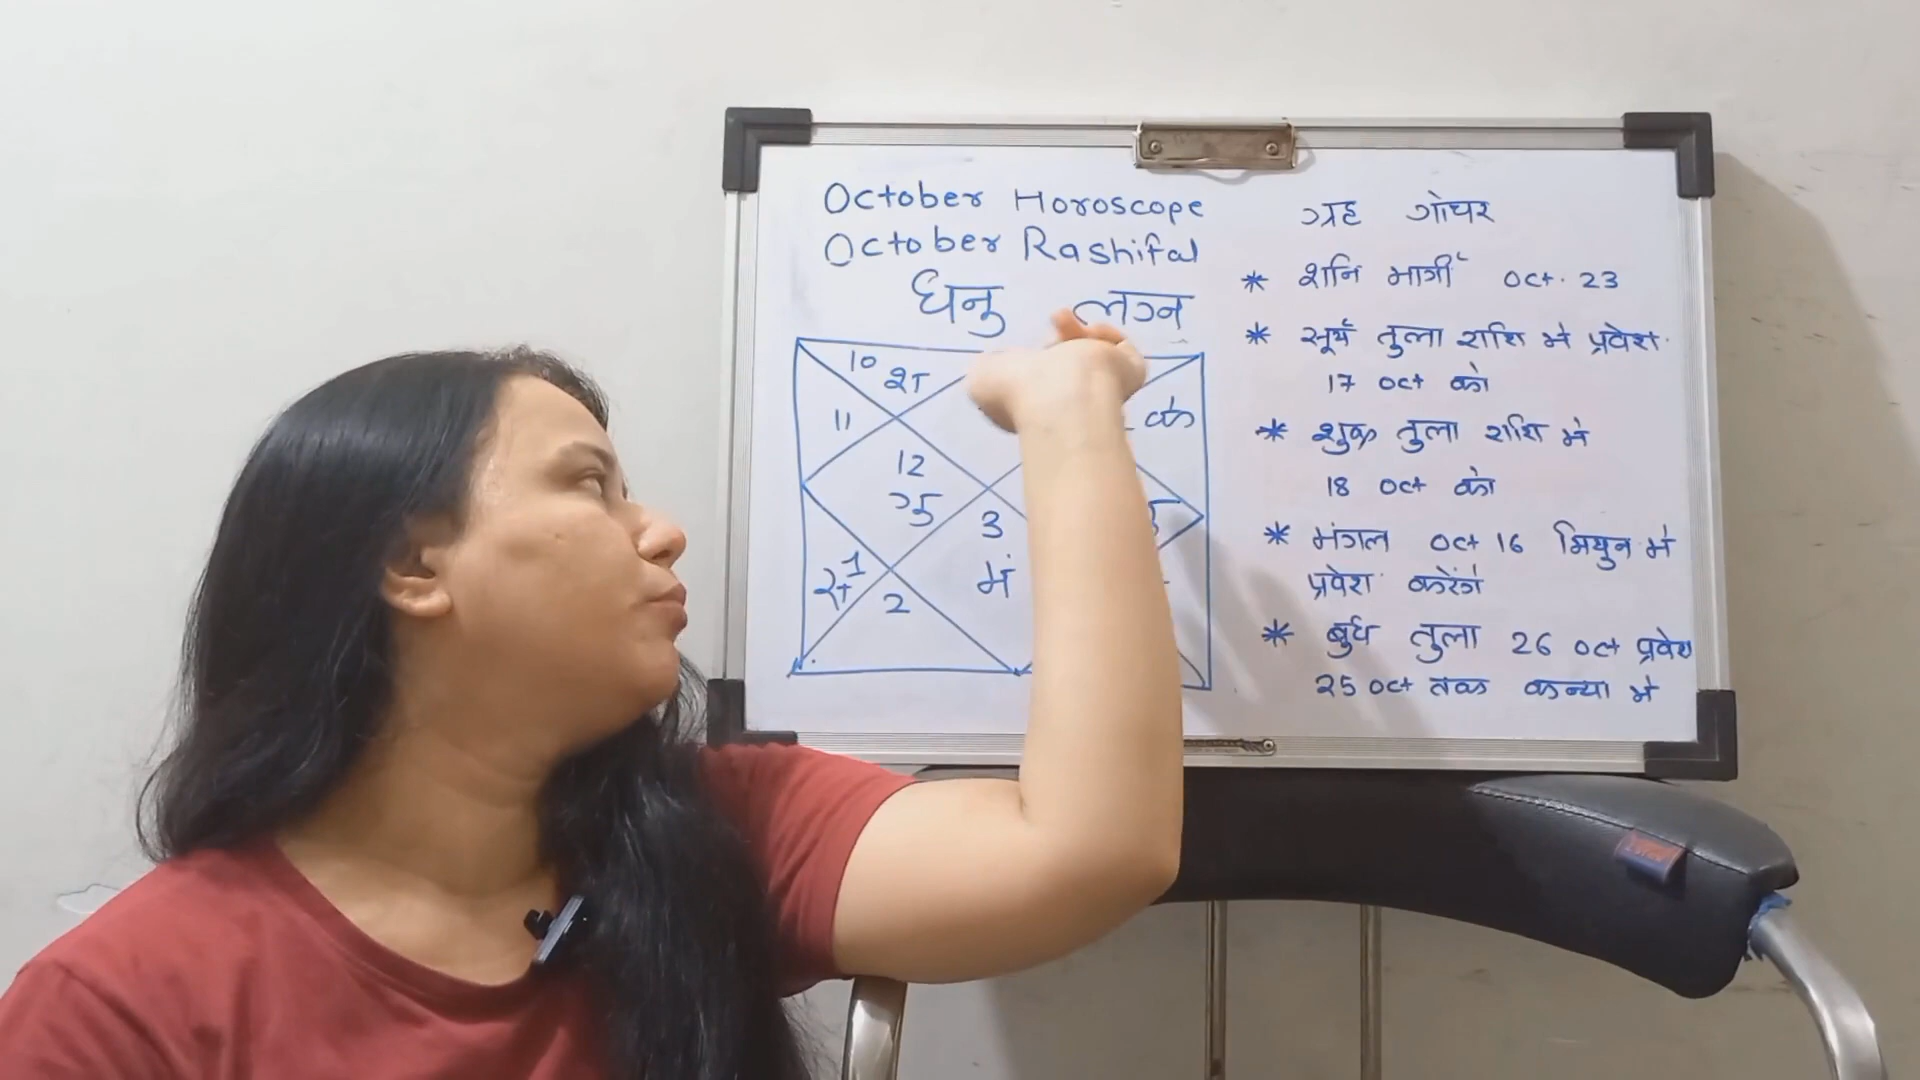 October Horoscope
October Rashifal
धनु लग्न
10 श
11
के
12
गु
3
मं
1
रा
2
ग्रह गोचर
* शनि मार्गी Oct. 23
* सूर्य तुला राशि में प्रवेश
17 Oct को
* शुक्र तुला राशि में
18 Oct को
* मंगल Oct 16 मिथुन में
प्रवेश करेंगे
* बुध तुला 26 Oct प्रवेश
25 Oct तक कन्या में